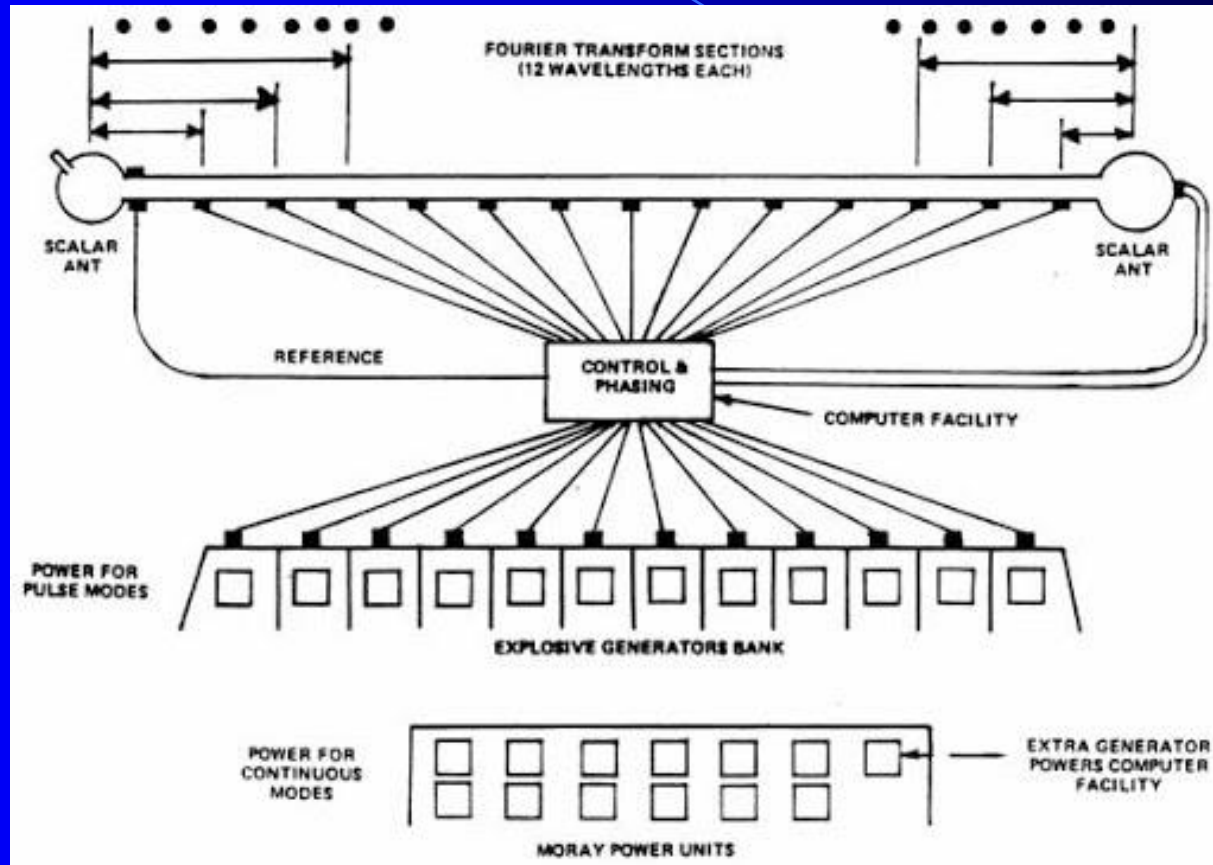 FOURIER TRANSFORM SECTIONS
(12 WAVELENGTHS EACH)
SCALAR
ANT
SCALAR
ANT
REFERENCE
CONTROL &
PHASING
COMPUTER FACILITY
POWER FOR
PULSE MODES
EXPLOSIVE GENERATORS BANK
POWER FOR
CONTINUOUS
MODES
EXTRA GENERATOR
POWERS COMPUTER
FACILITY
MORAY POWER UNITS